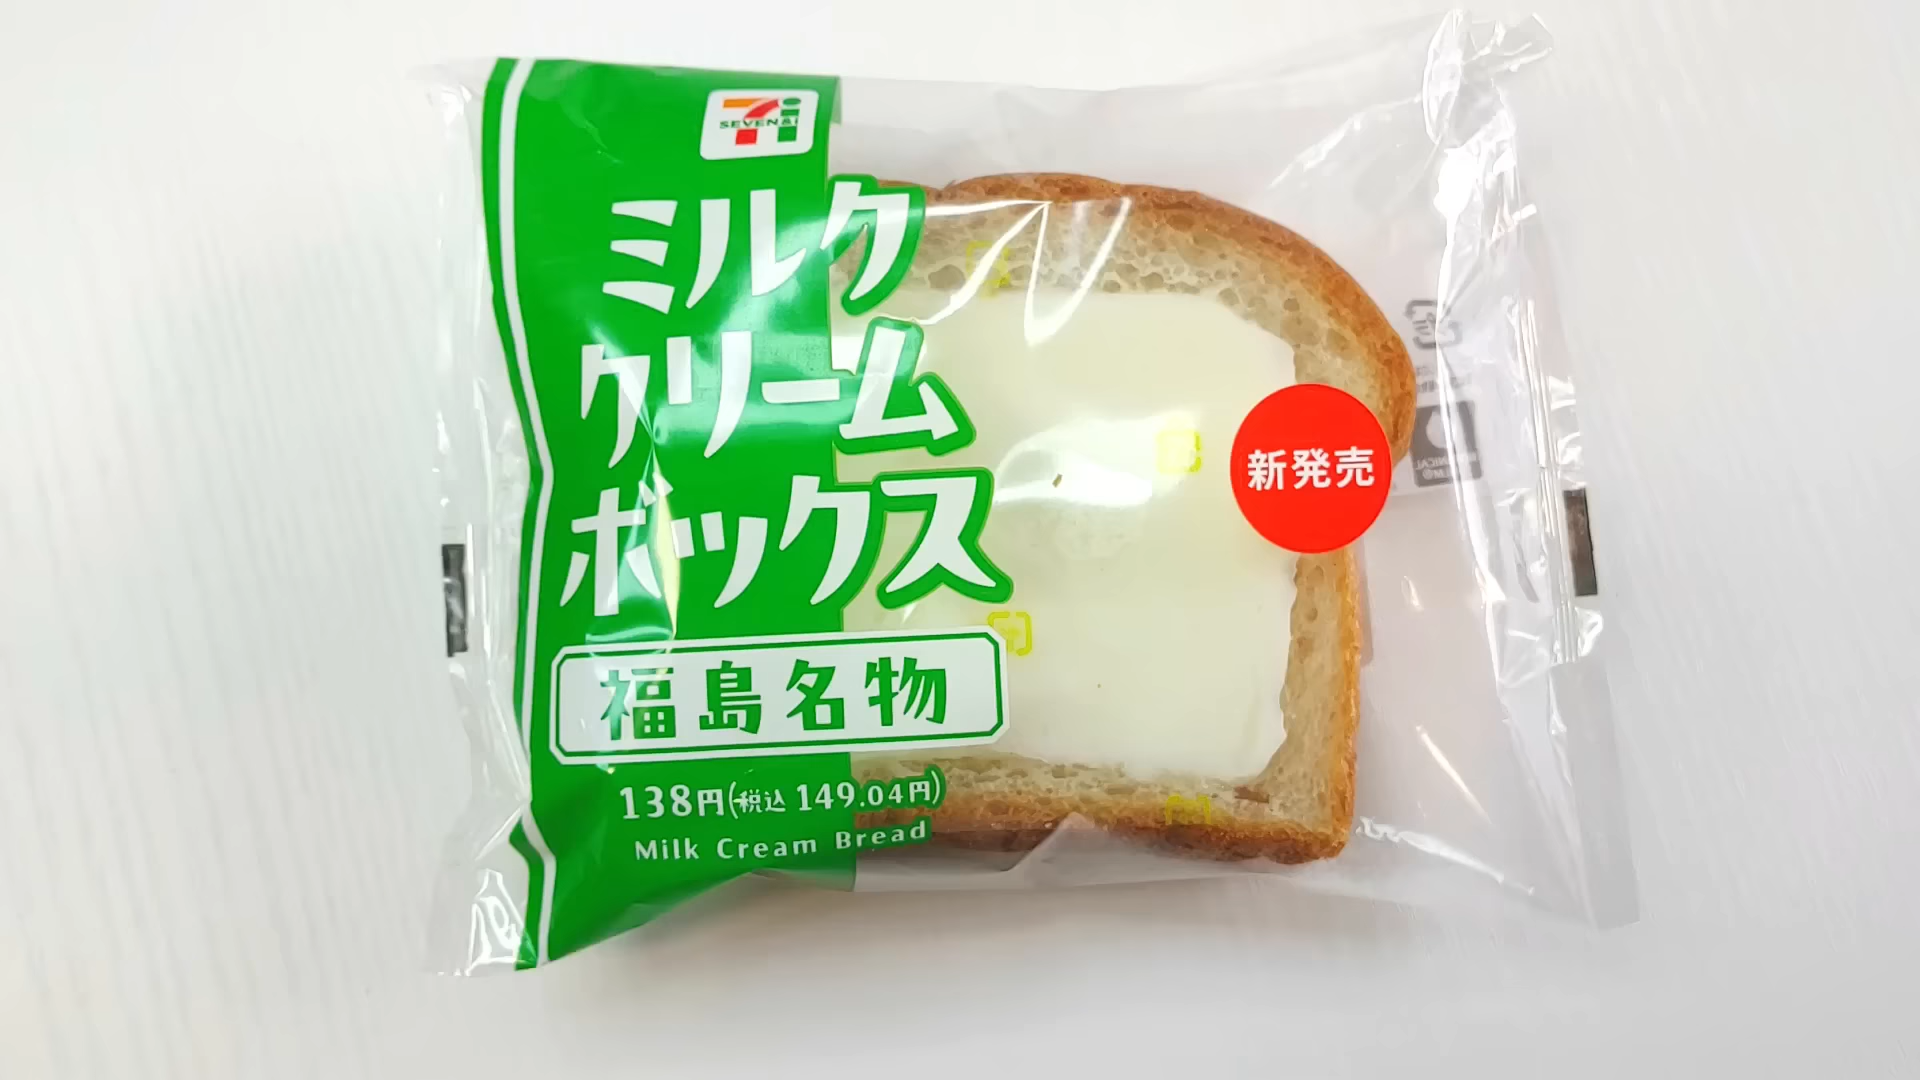 SEVEN&i
ミルク
クリーム
ボックス
福島名物
138円(税込 149.04円)
Milk Cream Bread
新発売